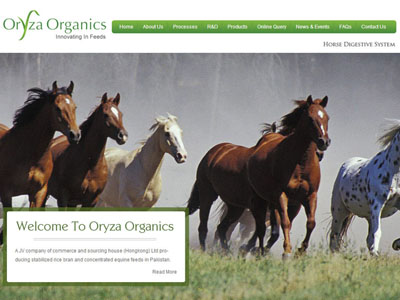 Oryza Organics
Innovating In Feeds
Home About Us Processes R&D Products Online Query News & Events FAQs Contact Us
Horse Digestive System
Welcome To Oryza Organics
A JV company of commerce and sourcing house (Hongkong) Ltd pro-
ducing stabilized rice bran and concentrated equine feeds in Pakistan.
Read More